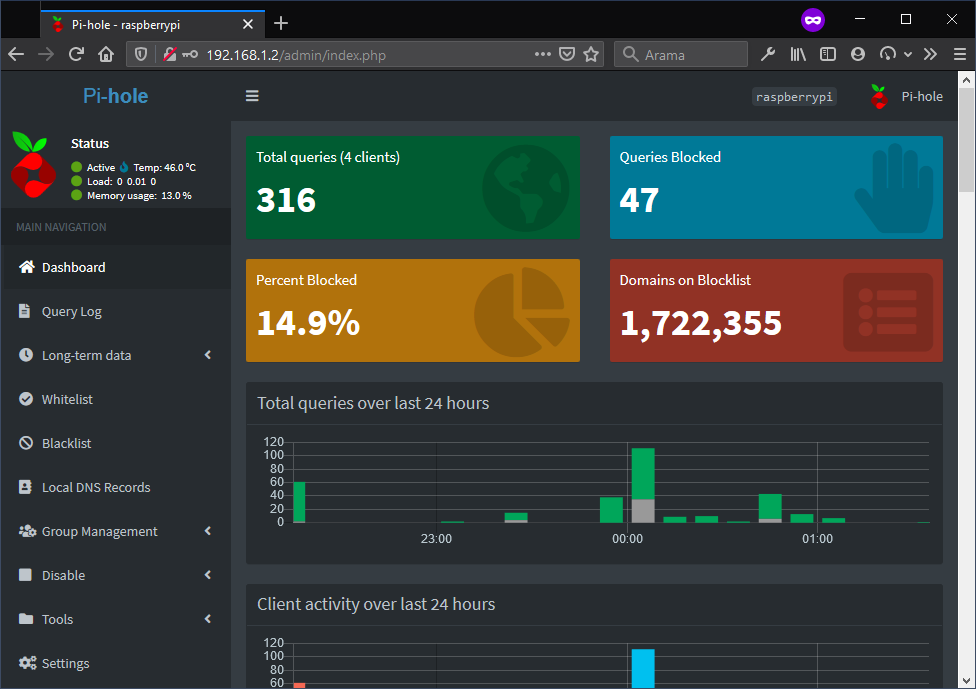 Pi-hole - raspberrypi
192.168.1.2/admin/index.php
Arama
Pi-hole
raspberrypi
Pi-hole
Status
Active Temp: 46.0 °C
Load: 0 0.01 0
Memory usage: 13.0 %
MAIN NAVIGATION
Dashboard
Query Log
Long-term data
Whitelist
Blacklist
Local DNS Records
Group Management
Disable
Tools
Settings
Total queries (4 clients)
316
Queries Blocked
47
Percent Blocked
14.9%
Domains on Blocklist
1,722,355
Total queries over last 24 hours
120
100
80
60
40
20
0
23:00 00:00 01:00
Client activity over last 24 hours
120
100
80
60